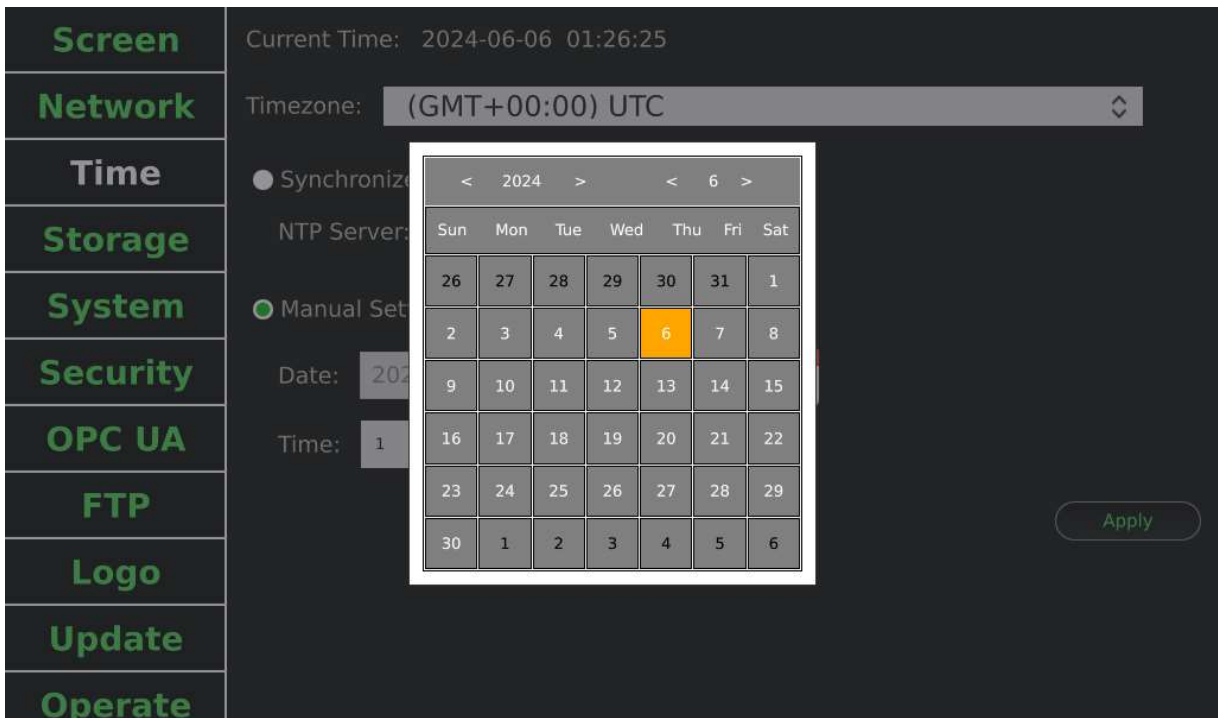 Screen
Network
Time
Storage
System
Security
OPC UA
FTP
Logo
Update
Operate
Current Time: 2024-06-06 01:26:25
Timezone: (GMT+00:00) UTC
Synchronize
NTP Server:
Manual Set
Date: 202
Time: 1
< 2024 > < 6 >
Sun Mon Tue Wed Thu Fri Sat
26 27 28 29 30 31 1
2 3 4 5 6 7 8
9 10 11 12 13 14 15
16 17 18 19 20 21 22
23 24 25 26 27 28 29
30 1 2 3 4 5 6
Apply